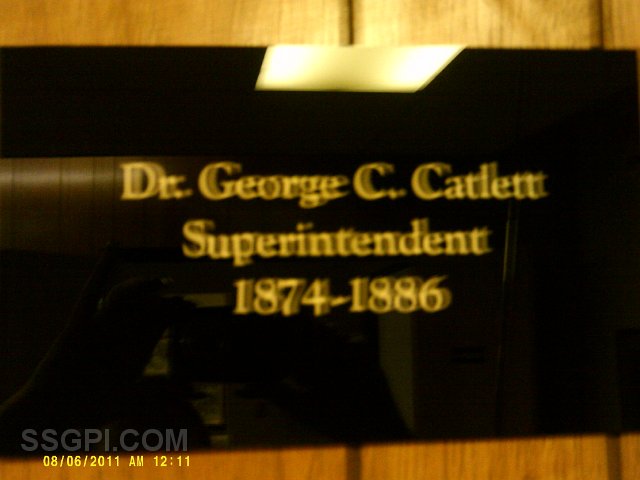 Dr. George C. Catlett
Superintendent
1874-1886
SSGPI.COM
08/06/2011 AM 12:11